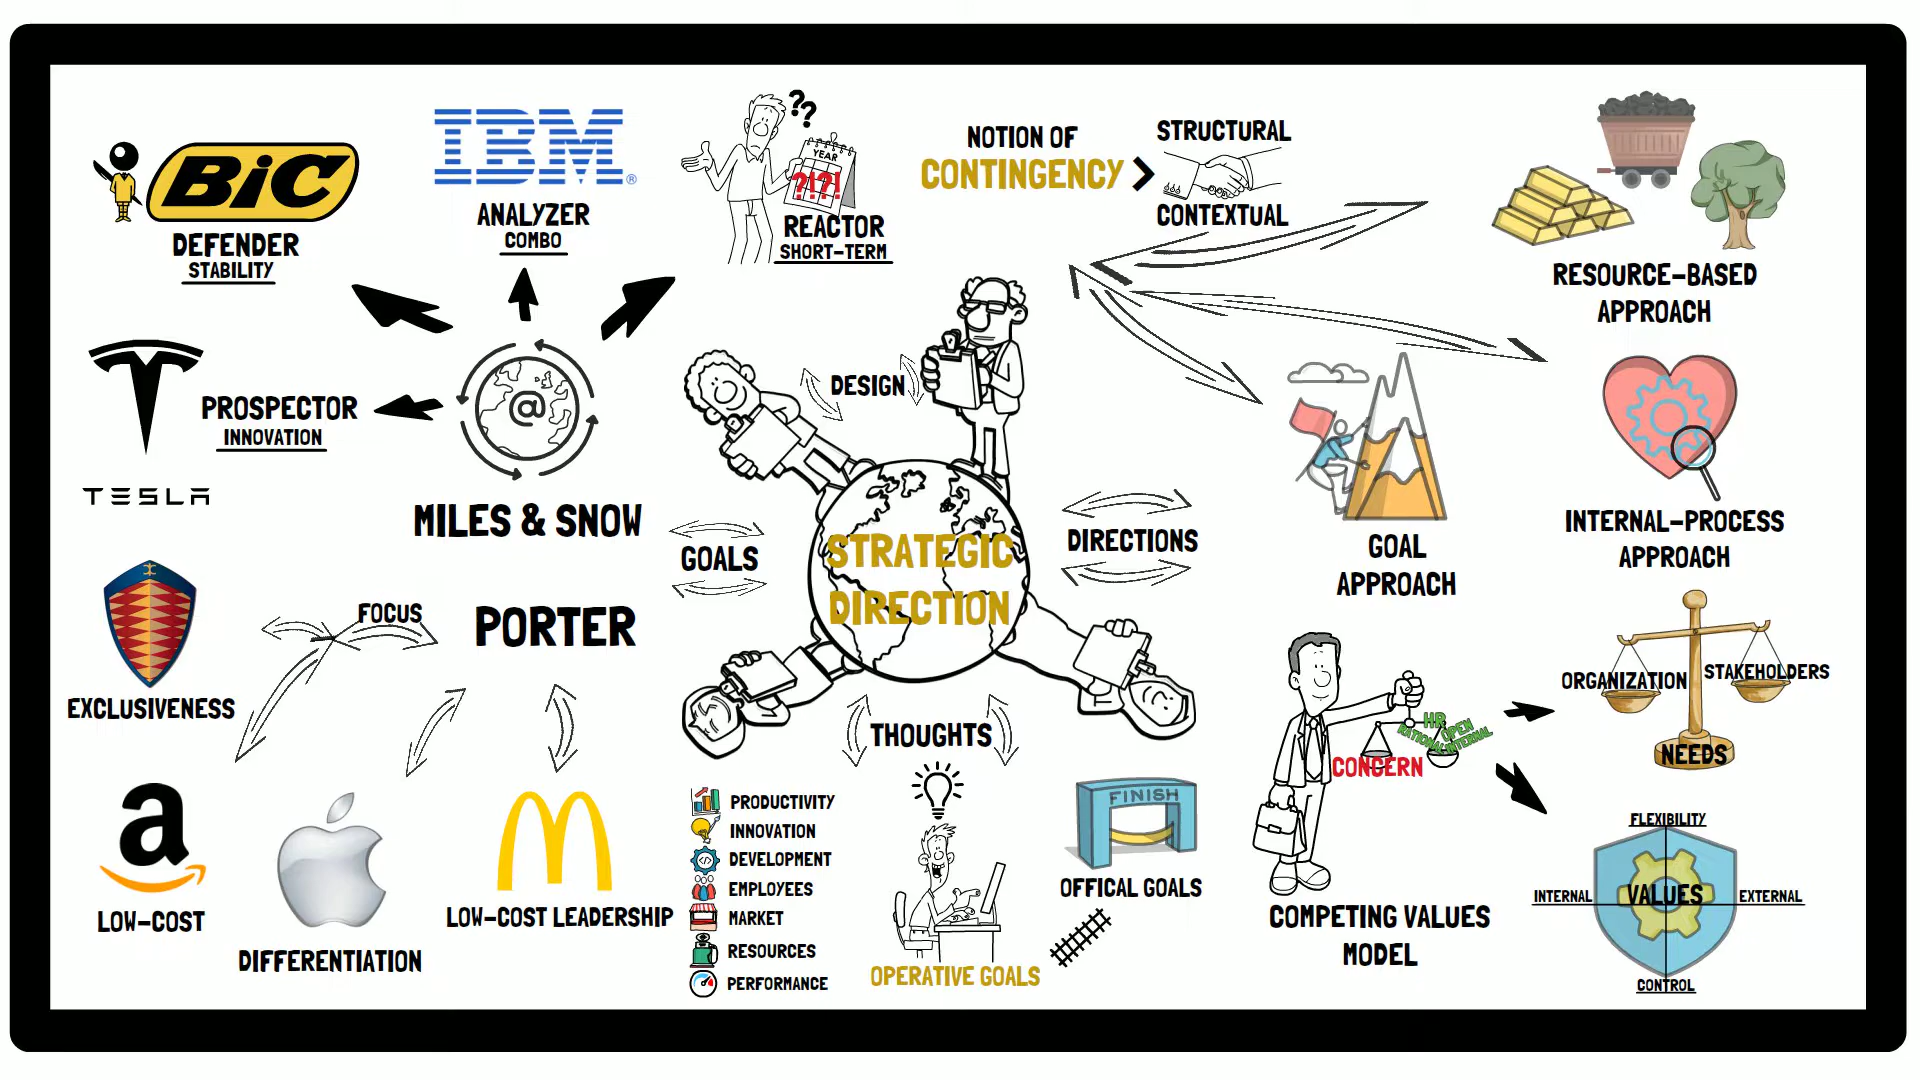 BiC
DEFENDER
STABILITY
IBM®
ANALYZER
COMBO
??
YEAR
?!?!
REACTOR
SHORT-TERM
NOTION OF
CONTINGENCY
STRUCTURAL
CONTEXTUAL
RESOURCE-BASED
APPROACH
PROSPECTOR
INNOVATION
TESLA
@
MILES & SNOW
DESIGN
GOALS
STRATEGIC
DIRECTION
DIRECTIONS
GOAL
APPROACH
INTERNAL-PROCESS
APPROACH
EXCLUSIVENESS
FOCUS
PORTER
THOUGHTS
a
LOW-COST
DIFFERENTIATION
LOW-COST LEADERSHIP
PRODUCTIVITY
INNOVATION
DEVELOPMENT
EMPLOYEES
MARKET
RESOURCES
PERFORMANCE
OPERATIVE GOALS
FINISH
OFFICAL GOALS
HR
OPEN
RATIONAL
INTERNAL
CONCERN
COMPETING VALUES
MODEL
ORGANIZATION
STAKEHOLDERS
NEEDS
FLEXIBILITY
INTERNAL
VALUES
EXTERNAL
CONTROL